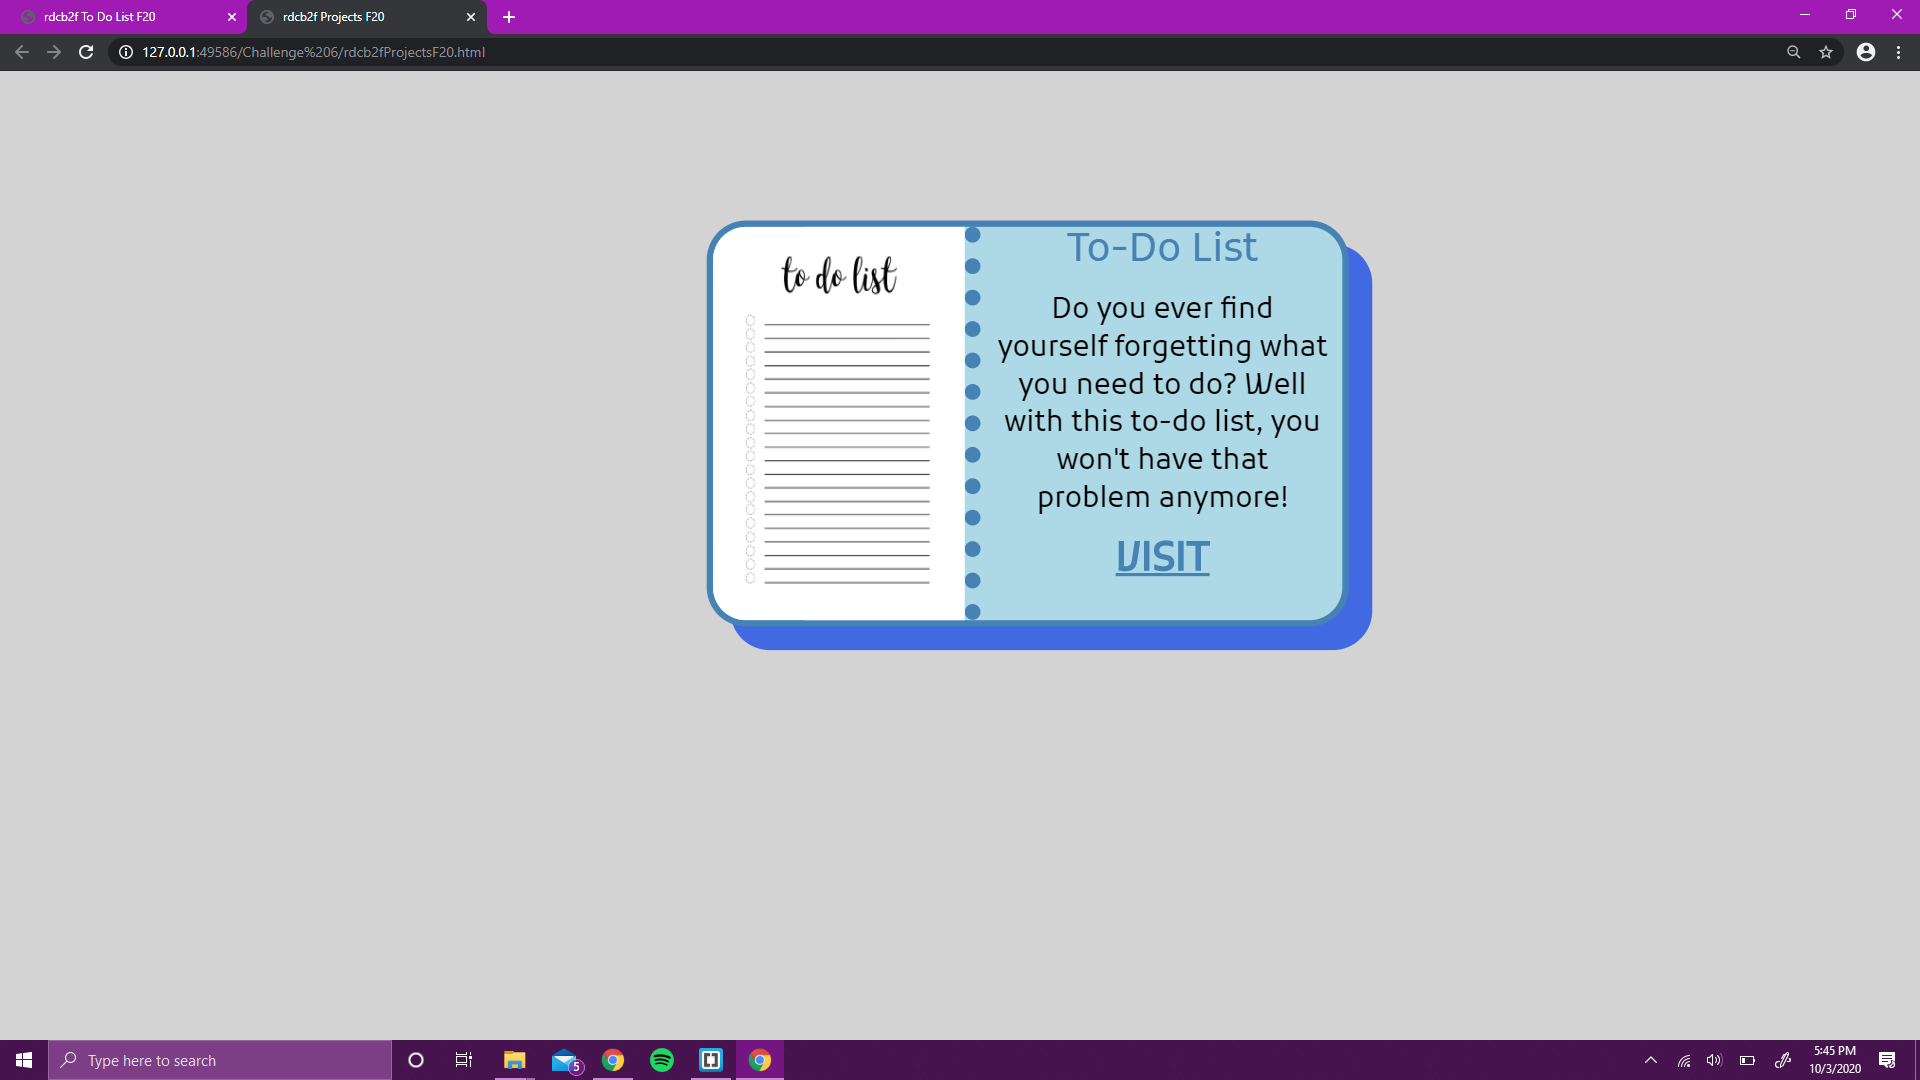 rdcb2f To Do List F20
rdcb2f Projects F20
127.0.0.1:49586/Challenge%206/rdcb2fProjectsF20.html
to do list
To-Do List
Do you ever find
yourself forgetting what
you need to do? Well
with this to-do list, you
won't have that
problem anymore!
VISIT
Type here to search
5
5:45 PM
10/3/2020